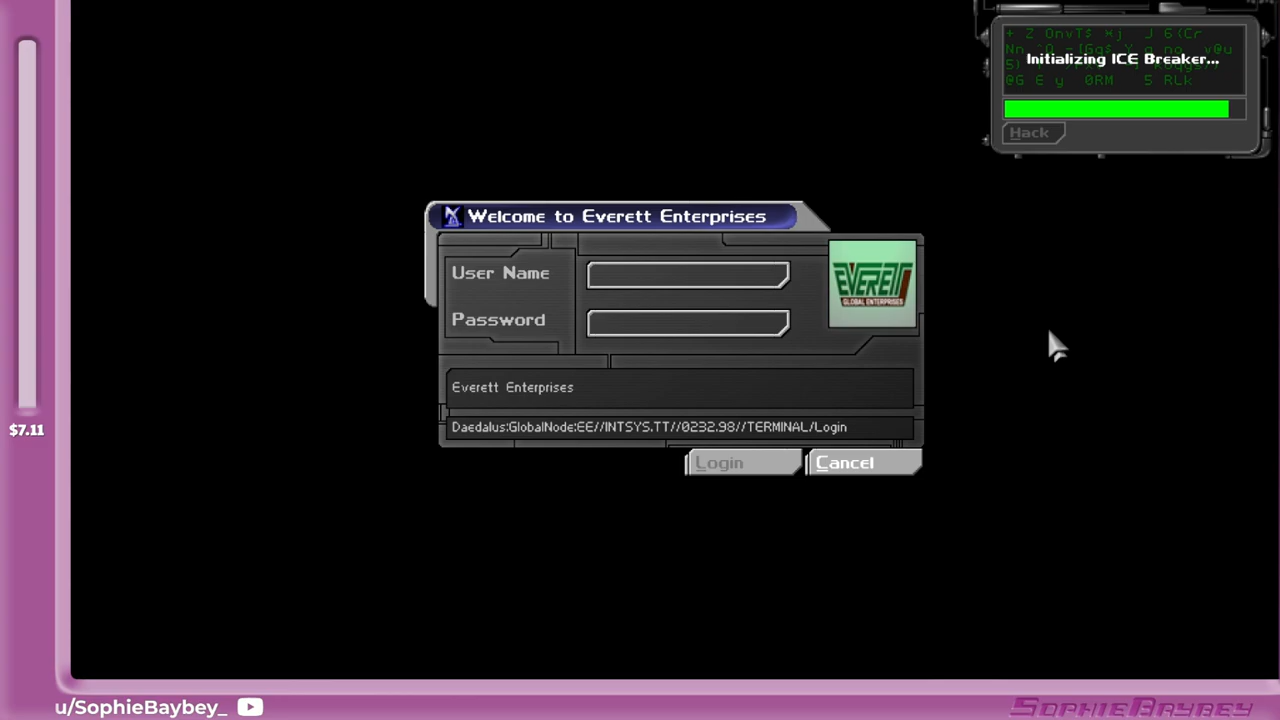 Initializing ICE Breaker...
Hack
Welcome to Everett Enterprises
User Name
EVERETT
GLOBAL ENTERPRISES
Password
Everett Enterprises
Daedalus:GlobalNode:EE//INTSYS.TT//0232.98//TERMINAL/Login
Login
Cancel
$7.11
u/SophieBaybey_
SOPHIEBAYBEY